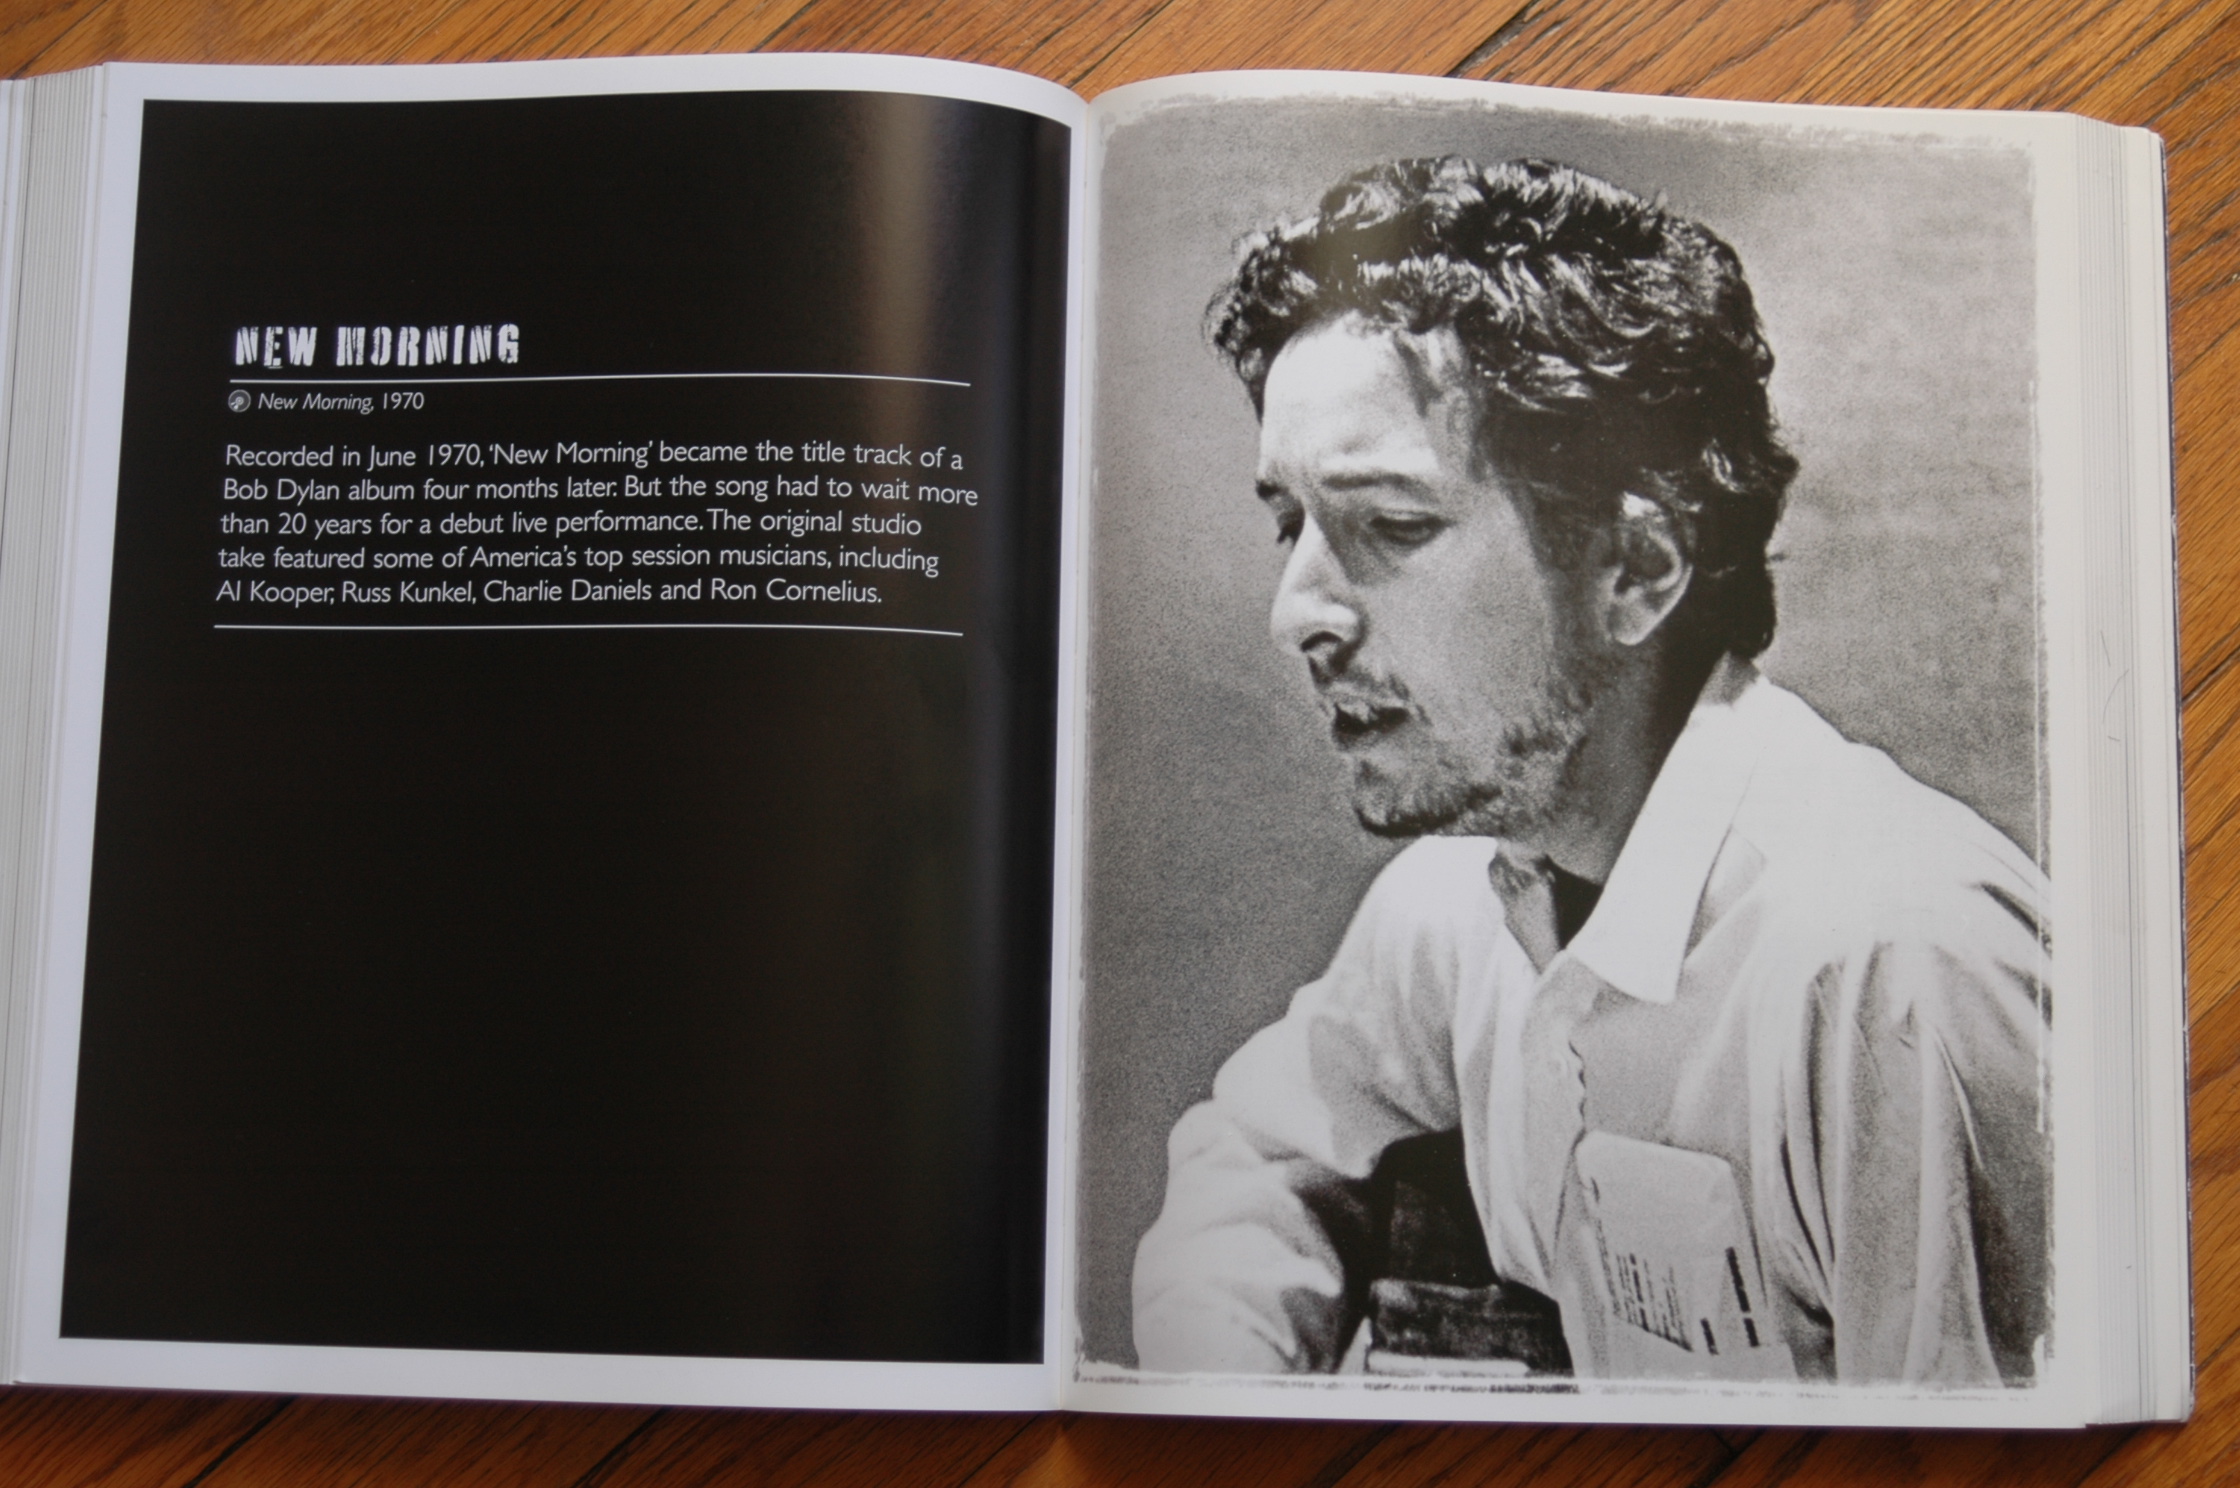 NEW MORNING
New Morning, 1970
Recorded in June 1970, ‘New Morning’ became the title track of a
Bob Dylan album four months later. But the song had to wait more
than 20 years for a debut live performance. The original studio
take featured some of America’s top session musicians, including
Al Kooper, Russ Kunkel, Charlie Daniels and Ron Cornelius.